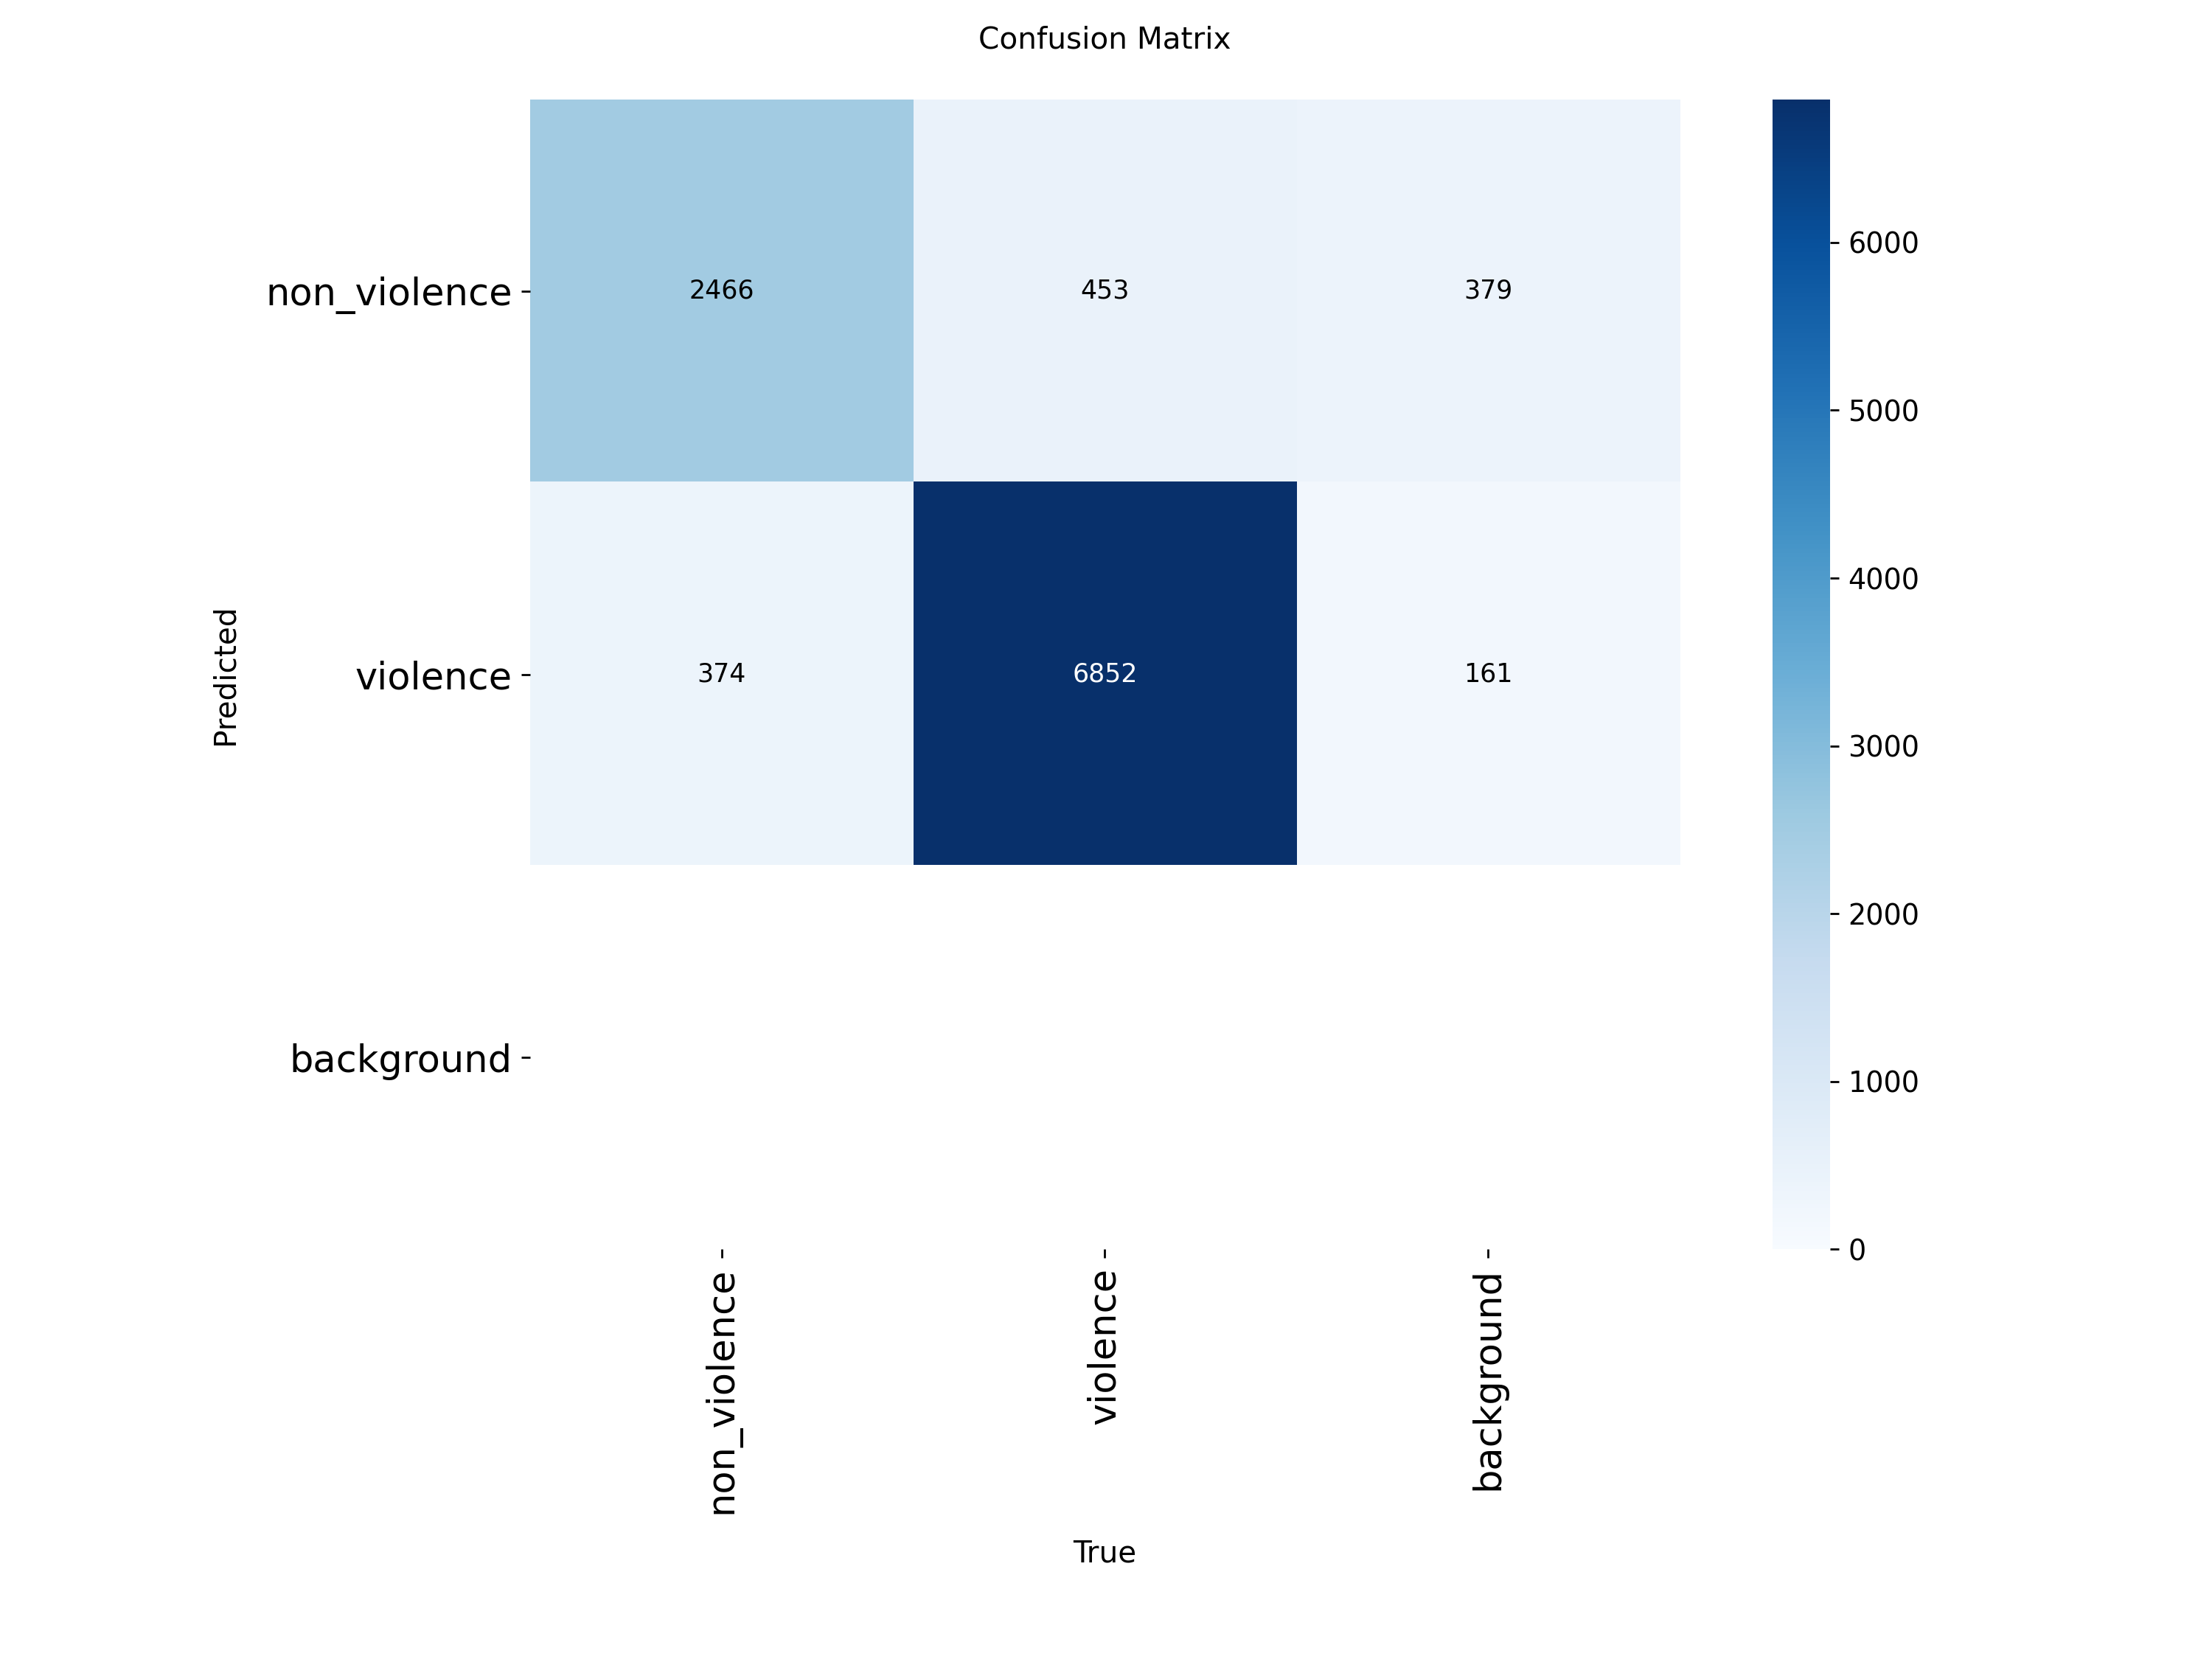 Confusion Matrix
non_violence
2466
453
379
violence
374
6852
161
background
Predicted
non_violence
violence
background
True
6000
5000
4000
3000
2000
1000
0